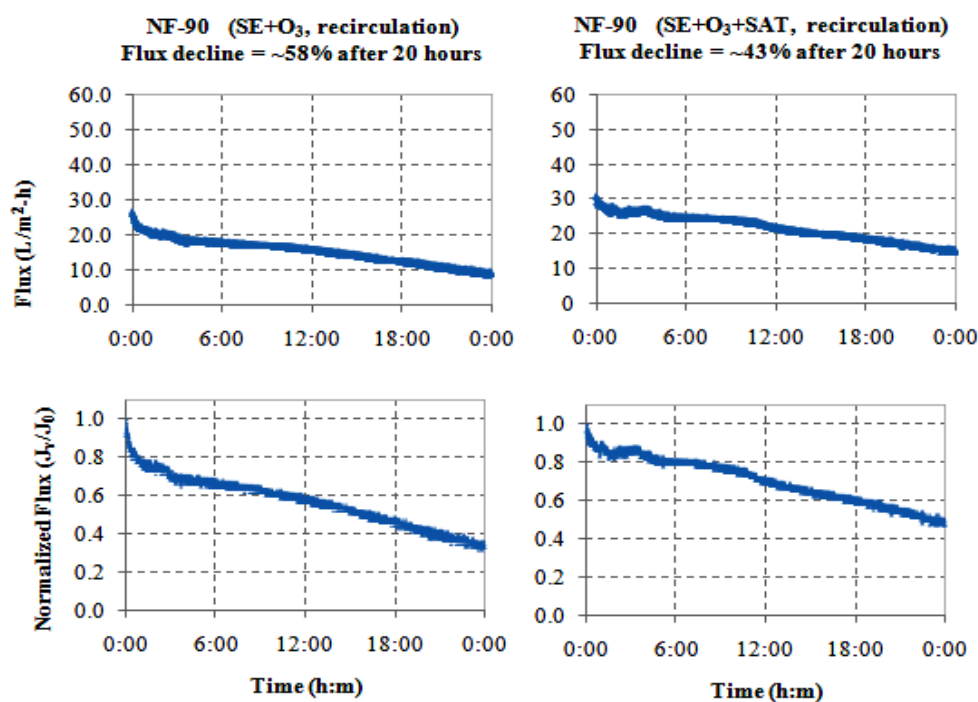 NF-90 (SE+O₃, recirculation)
Flux decline = ~58% after 20 hours
NF-90 (SE+O₃+SAT, recirculation)
Flux decline = ~43% after 20 hours
Flux (L/m²-h)
60.0
50.0
40.0
30.0
20.0
10.0
0.0
0:00 6:00 12:00 18:00 0:00
60
50
40
30
20
10
0
0:00 6:00 12:00 18:00 0:00
Normalized Flux (Jᵥ/J₀)
1.0
0.8
0.6
0.4
0.2
0.0
0:00 6:00 12:00 18:00 0:00
Time (h:m)
1.0
0.8
0.6
0.4
0.2
0.0
0:00 6:00 12:00 18:00 0:00
Time (h:m)